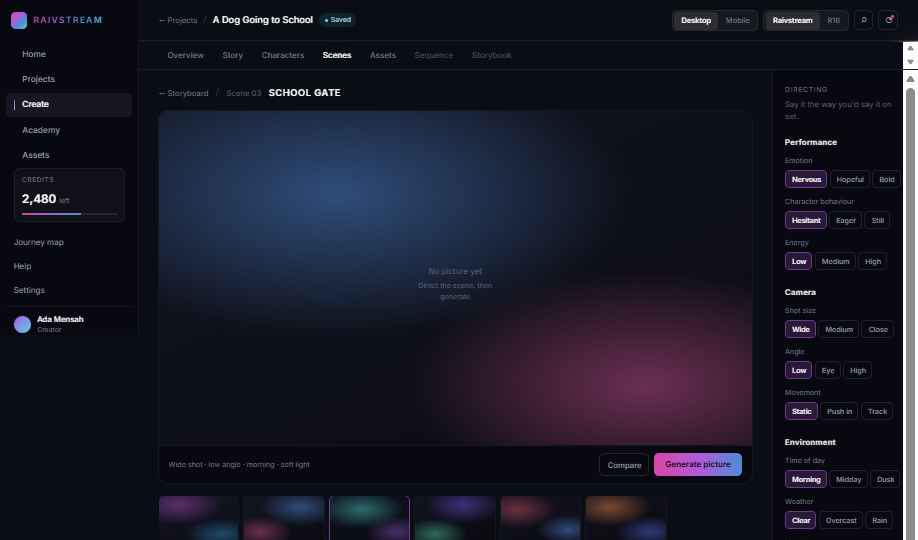 RAIVSTREAM
← Projects / A Dog Going to School • Saved
Desktop Mobile
Raivstream R16
Home
Projects
Create
Academy
Assets
CREDITS
2,480 left
Journey map
Help
Settings
Ada Mensah
Creator
Overview Story Characters Scenes Assets Sequence Storybook
← Storyboard / Scene 03 SCHOOL GATE
No picture yet
Direct the scene, then
generate.
Wide shot · low angle · morning · soft light
Compare Generate picture
DIRECTING
Say it the way you'd say it on
set.
Performance
Emotion
Nervous Hopeful Bold
Character behaviour
Hesitant Eager Still
Energy
Low Medium High
Camera
Shot size
Wide Medium Close
Angle
Low Eye High
Movement
Static Push in Track
Environment
Time of day
Morning Midday Dusk
Weather
Clear Overcast Rain